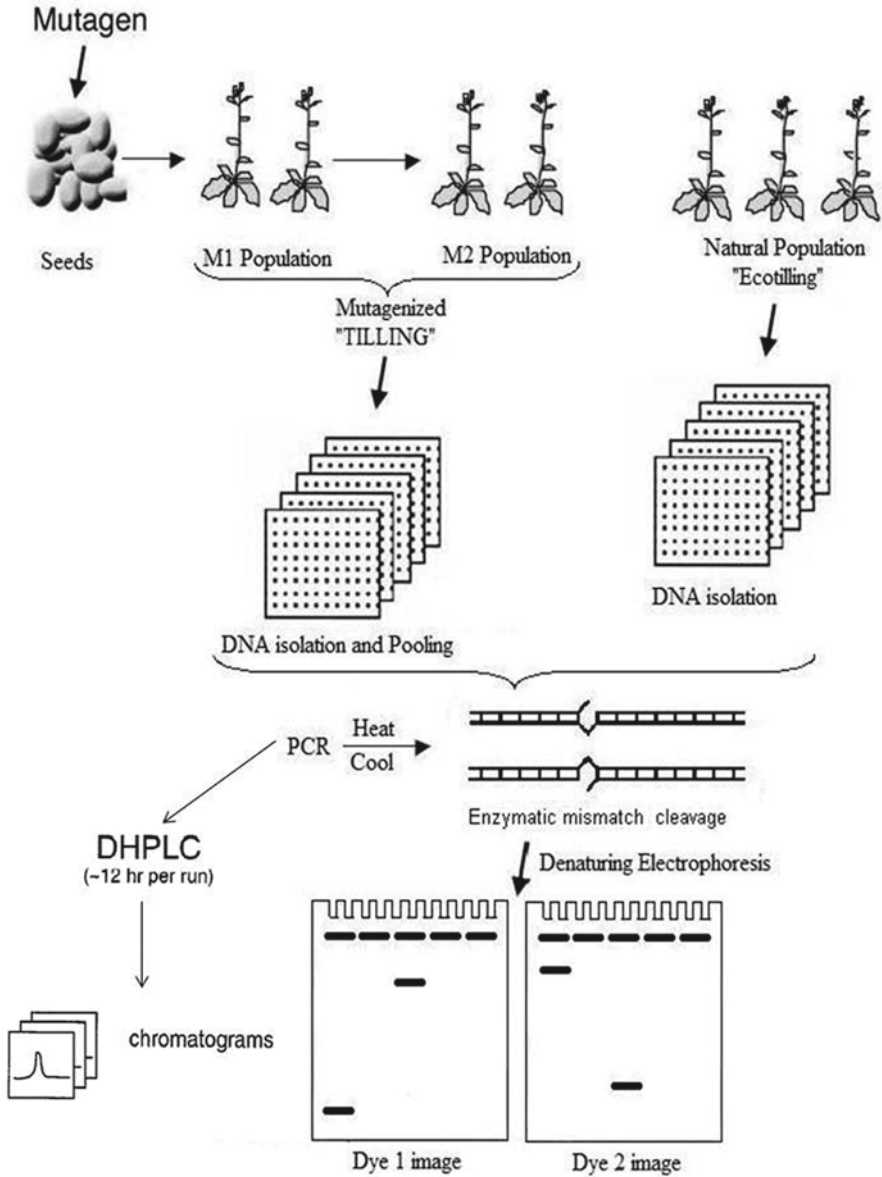 Mutagen
Seeds
M1 Population
M2 Population
Natural Population
"Ecotilling"
Mutagenized
"TILLING"
DNA isolation
DNA isolation and Pooling
PCR
Heat
Cool
Enzymatic mismatch cleavage
DHPLC
(~12 hr per run)
Denaturing Electrophoresis
chromatograms
Dye 1 image
Dye 2 image